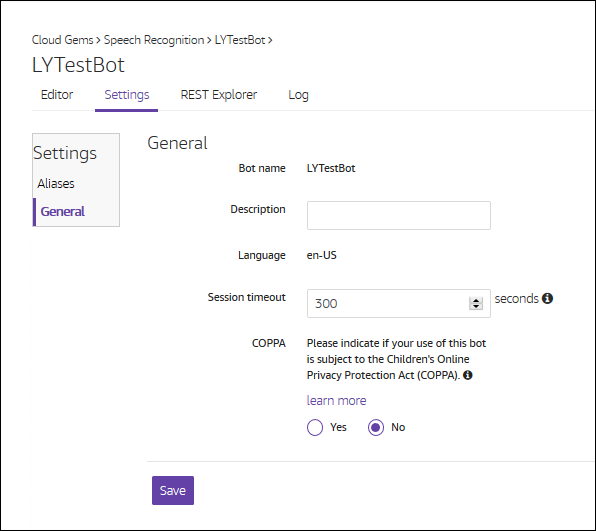 Cloud Gems > Speech Recognition > LYTestBot >
LYTestBot
Editor Settings REST Explorer Log
Settings
Aliases
General
General
Bot name LYTestBot
Description
Language en-US
Session timeout 300 seconds
COPPA Please indicate if your use of this bot
is subject to the Children's Online
Privacy Protection Act (COPPA).
learn more
Yes No
Save